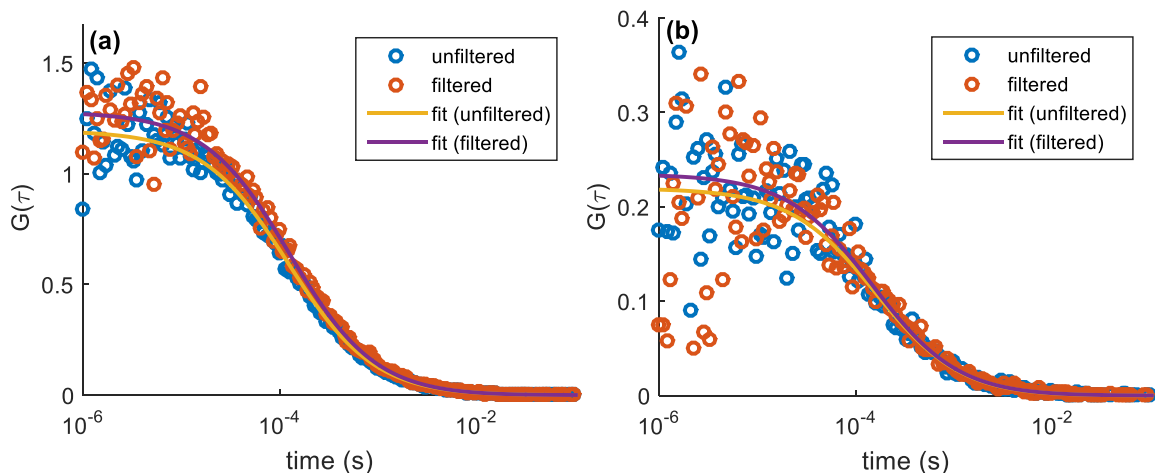 (a)
unfiltered
filtered
fit (unfiltered)
fit (filtered)
1.5
1
0.5
0
G(τ)
10^-6
10^-4
10^-2
time (s)
(b)
unfiltered
filtered
fit (unfiltered)
fit (filtered)
0.4
0.3
0.2
0.1
0
G(τ)
10^-6
10^-4
10^-2
time (s)